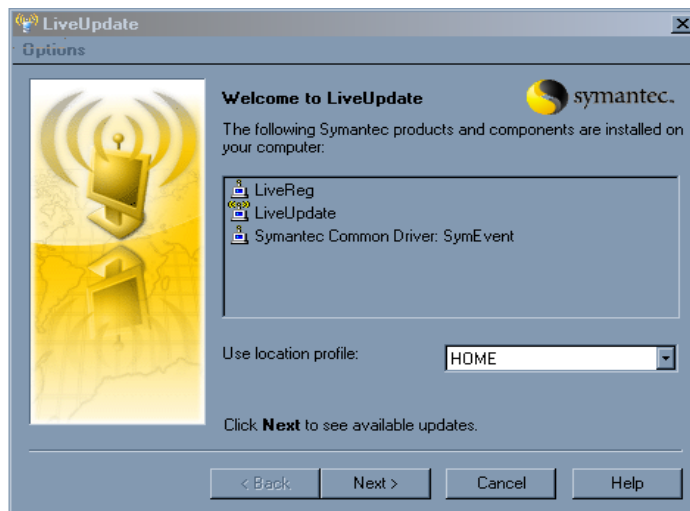 LiveUpdate
Options
Welcome to LiveUpdate
symantec.
The following Symantec products and components are installed on
your computer:
LiveReg
LiveUpdate
Symantec Common Driver: SymEvent
Use location profile:
HOME
Click Next to see available updates.
< Back
Next >
Cancel
Help